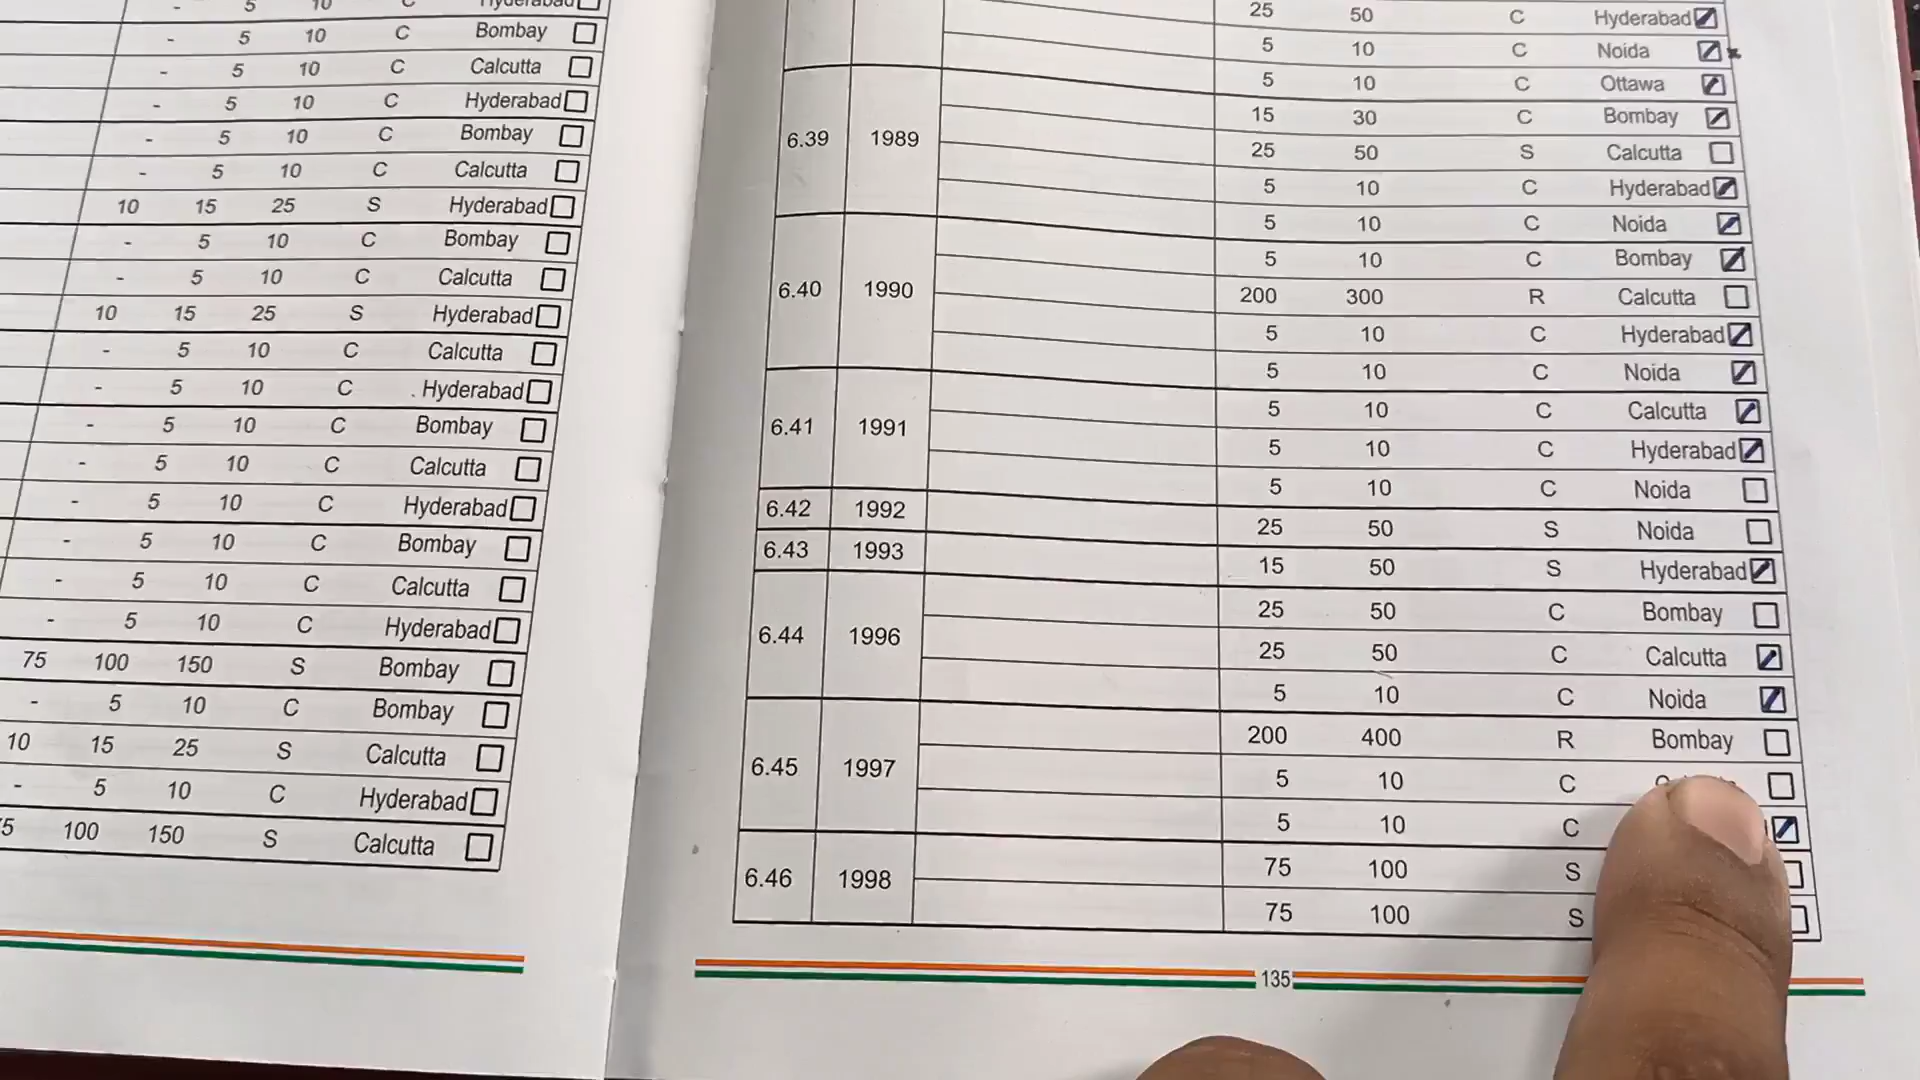 5 10 C Hyderabad
- 5 10 C Bombay
- 5 10 C Calcutta
- 5 10 C Hyderabad
- 5 10 C Bombay
- 5 10 C Calcutta
10 15 25 S Hyderabad
- 5 10 C Bombay
- 5 10 C Calcutta
10 15 25 S Hyderabad
- 5 10 C Calcutta
- 5 10 C . Hyderabad
- 5 10 C Bombay
- 5 10 C Calcutta
- 5 10 C Hyderabad
- 5 10 C Bombay
- 5 10 C Calcutta
- 5 10 C Hyderabad
75 100 150 S Bombay
- 5 10 C Bombay
10 15 25 S Calcutta
- 5 10 C Hyderabad
5 100 150 S Calcutta
25 50 C Hyderabad
5 10 C Noida
5 10 C Ottawa
6.39 1989 15 30 C Bombay
25 50 S Calcutta
5 10 C Hyderabad
5 10 C Noida
6.40 1990 5 10 C Bombay
200 300 R Calcutta
5 10 C Hyderabad
5 10 C Noida
6.41 1991 5 10 C Calcutta
5 10 C Hyderabad
5 10 C Noida
6.42 1992 25 50 S Noida
6.43 1993 15 50 S Hyderabad
6.44 1996 25 50 C Bombay
25 50 C Calcutta
5 10 C Noida
6.45 1997 200 400 R Bombay
5 10 C
5 10 C
6.46 1998 75 100 S
75 100 S
135